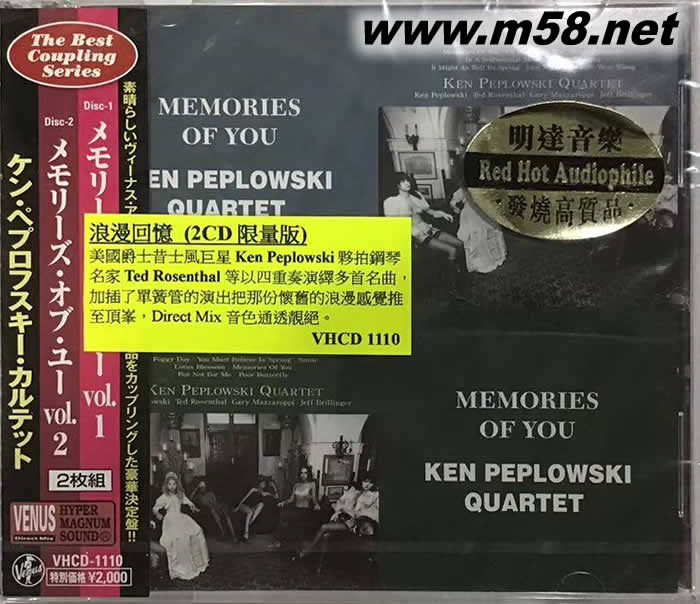 www.m58.net
The Best
Coupling
Series
Disc-1
メモリー
ー vol.1
Disc-2
メモリーズ・オブ・ユー vol.2
ケン・ペプロフスキー・カルテット
素晴らしいヴィーナス・ア
品をカップリングした豪華決定盤!!
2枚組
VENUS
HYPER
MAGNUM
SOUND
Direct Mix
Venus
VHCD-1110
特別価格 ¥2,000
MEMORIES
OF YOU
KEN PEPLOWSKI
QUARTET
KEN PEPLOWSKI QUARTET
Ken Peplowski Ted Rosenthal Gary Mazzaroppi Jeff Brillinger
明達音樂
Red Hot Audiophile
·發燒高質品·
浪漫回憶 (2CD 限量版)
美國爵士昔士風巨星 Ken Peplowski 夥拍鋼琴
名家 Ted Rosenthal 等以四重奏演繹多首名曲,
加插了單簧管的演出把那份懷舊的浪漫感覺推
至頂峯,Direct Mix 音色通透靚絕。
VHCD 1110
Foggy Day You Must Believe In Spring Smoke
Lotus Blossom Memories Of You
But Not For Me Poor Butterfly
KEN PEPLOWSKI QUARTET
owski Ted Rosenthal Gary Mazzaroppi Jeff Brillinger
MEMORIES
OF YOU
KEN PEPLOWSKI
QUARTET